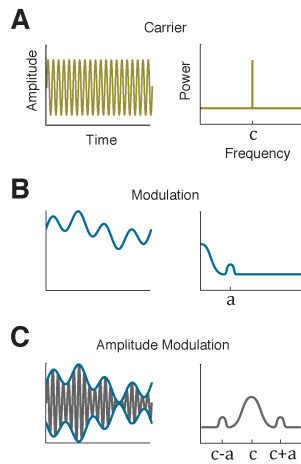 A
Carrier
Amplitude
Time
Power
c
Frequency
B
Modulation
a
C
Amplitude Modulation
c-a c c+a